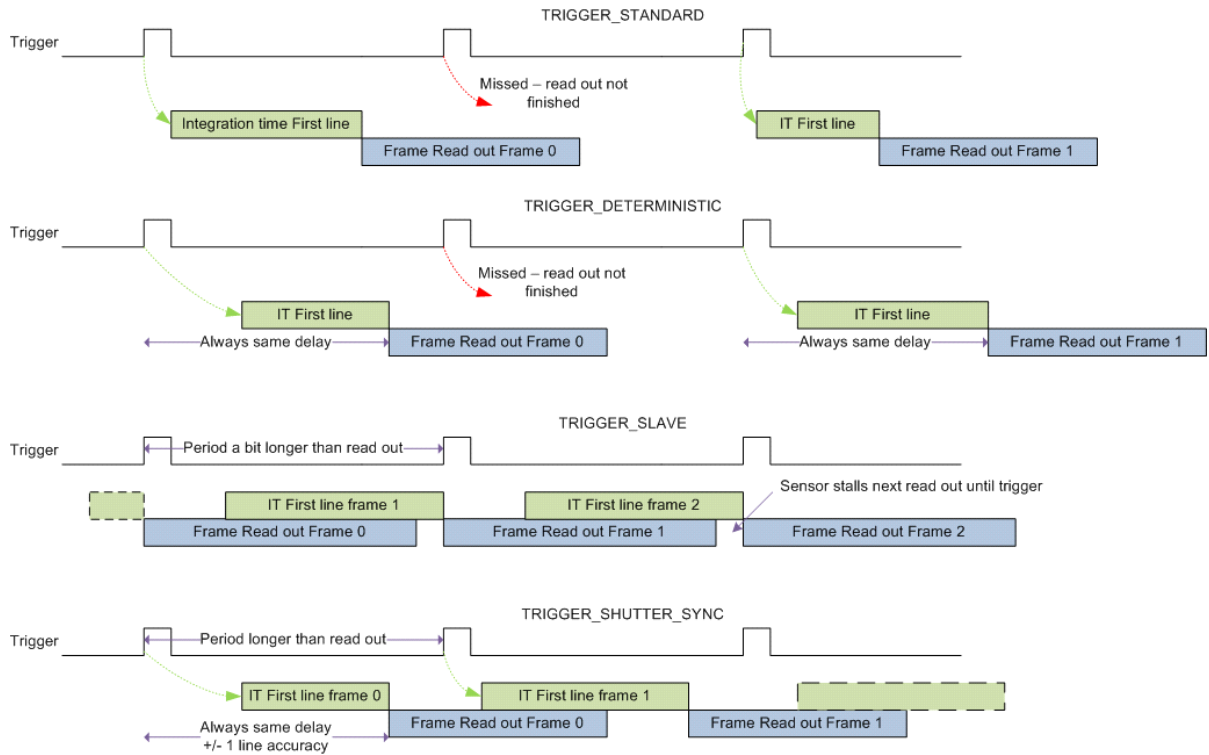 TRIGGER_STANDARD
Trigger
Missed – read out not
finished
Integration time First line
IT First line
Frame Read out Frame 0
Frame Read out Frame 1
TRIGGER_DETERMINISTIC
Trigger
Missed – read out not
finished
IT First line
IT First line
Always same delay
Frame Read out Frame 0
Always same delay
Frame Read out Frame 1
TRIGGER_SLAVE
Trigger
Period a bit longer than read out
Sensor stalls next read out until trigger
IT First line frame 1
IT First line frame 2
Frame Read out Frame 0
Frame Read out Frame 1
Frame Read out Frame 2
TRIGGER_SHUTTER_SYNC
Trigger
Period longer than read out
IT First line frame 0
IT First line frame 1
Always same delay
+/- 1 line accuracy
Frame Read out Frame 0
Frame Read out Frame 1